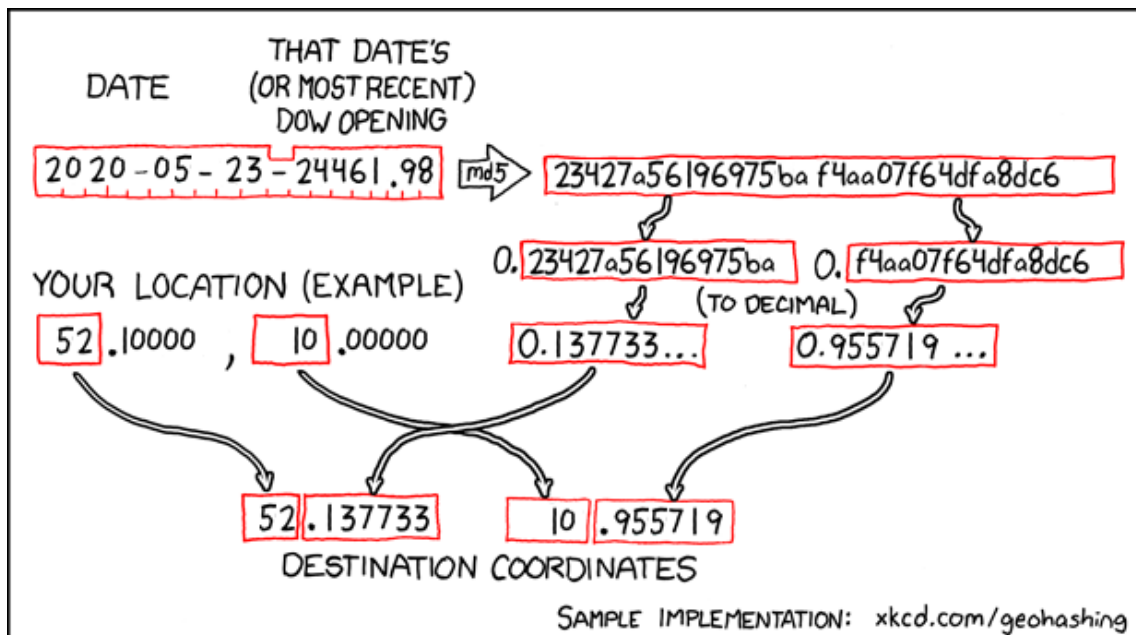 THAT DATE'S
DATE (OR MOST RECENT)
DOW OPENING
2020-05-23-24461.98 md5 23427a56196975baf4aa07f64dfa8dc6
0.23427a56196975ba 0.f4aa07f64dfa8dc6
YOUR LOCATION (EXAMPLE) (TO DECIMAL)
52.10000, 10.00000 0.137733... 0.955719...
52.137733 10.955719
DESTINATION COORDINATES
SAMPLE IMPLEMENTATION: xkcd.com/geohashing